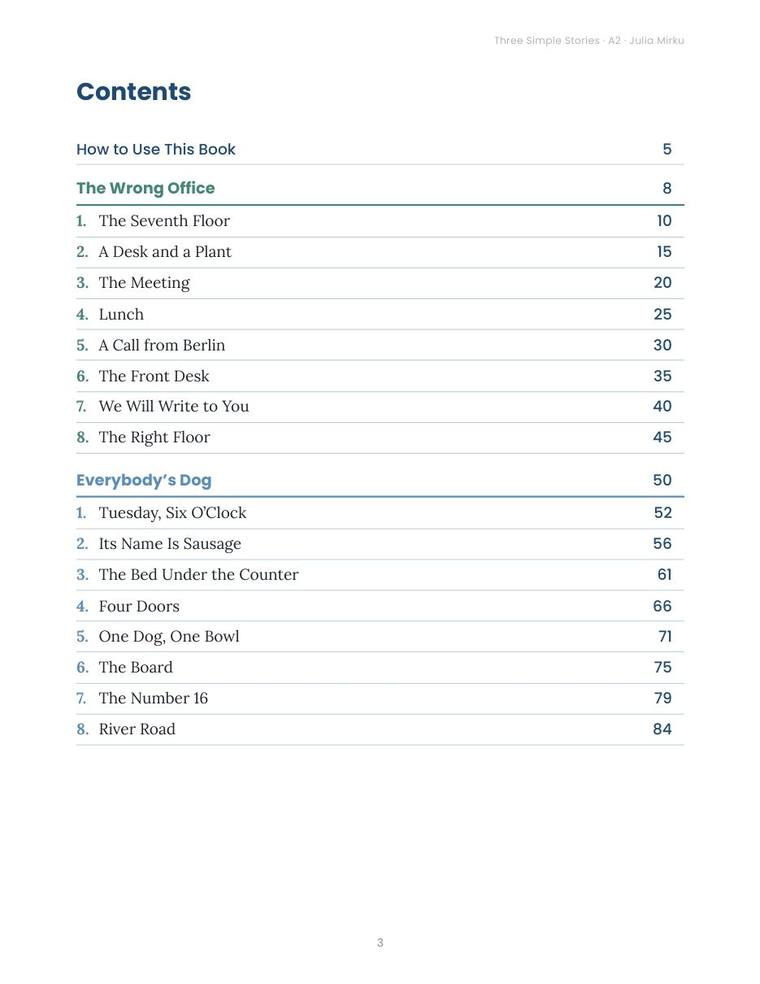 Three Simple Stories · A2 · Julia Mirku
Contents
How to Use This Book 5
The Wrong Office 8
1. The Seventh Floor 10
2. A Desk and a Plant 15
3. The Meeting 20
4. Lunch 25
5. A Call from Berlin 30
6. The Front Desk 35
7. We Will Write to You 40
8. The Right Floor 45
Everybody’s Dog 50
1. Tuesday, Six O’Clock 52
2. Its Name Is Sausage 56
3. The Bed Under the Counter 61
4. Four Doors 66
5. One Dog, One Bowl 71
6. The Board 75
7. The Number 16 79
8. River Road 84
3